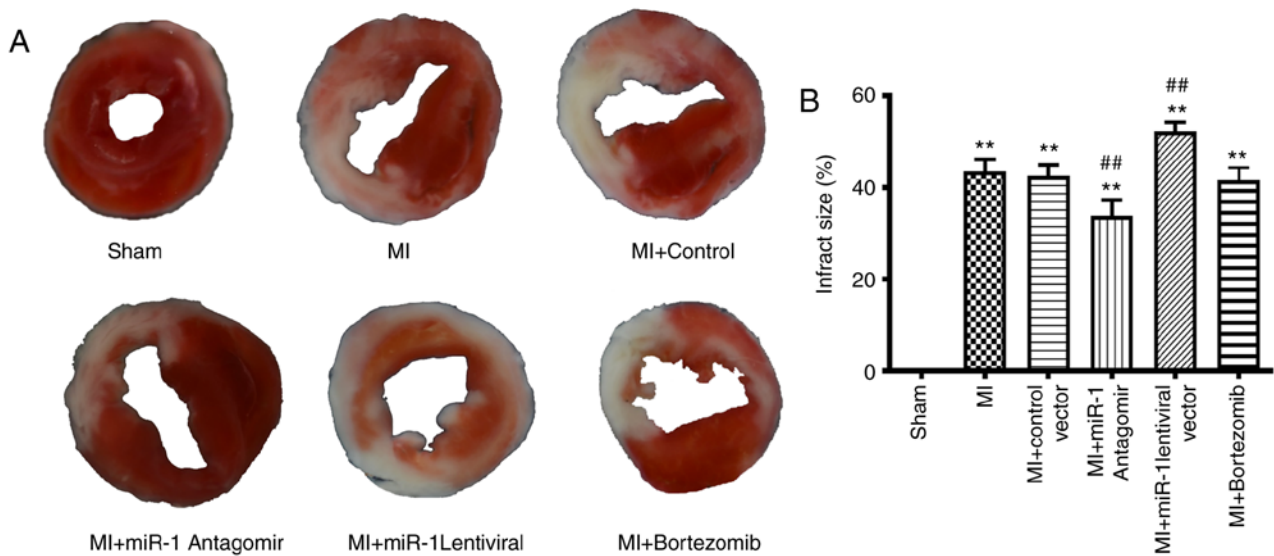 A
Sham
MI
MI+Control
MI+miR-1 Antagomir
MI+miR-1Lentiviral
MI+Bortezomib
B
Infract size (%)
60
40
20
0
**
**
##
**
##
**
**
Sham
MI
MI+control
vector
MI+miR-1
Antagomir
MI+miR-1lentiviral
vector
MI+Bortezomib